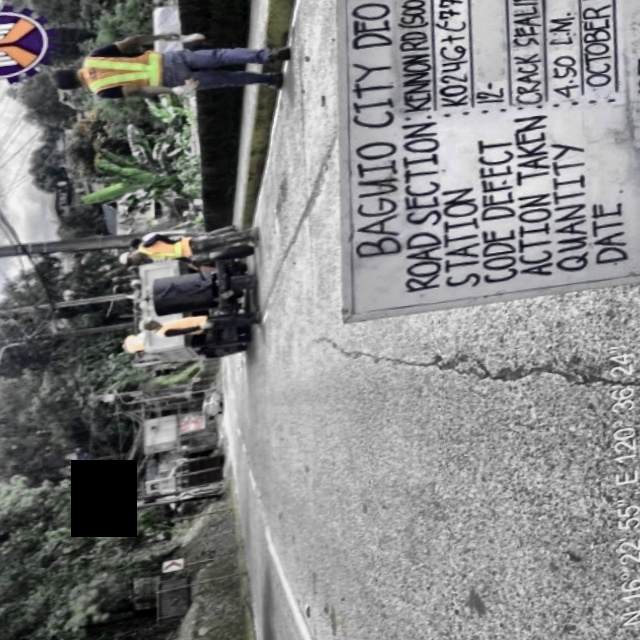 BAGUIO CITY DEO
ROAD SECTION: KENNON RD (S00
STATION
CODE DEFECT 12-
ACTION TAKEN CRACK SEALI
QUANTITY 4.50 L.M.
DATE OCTOBER